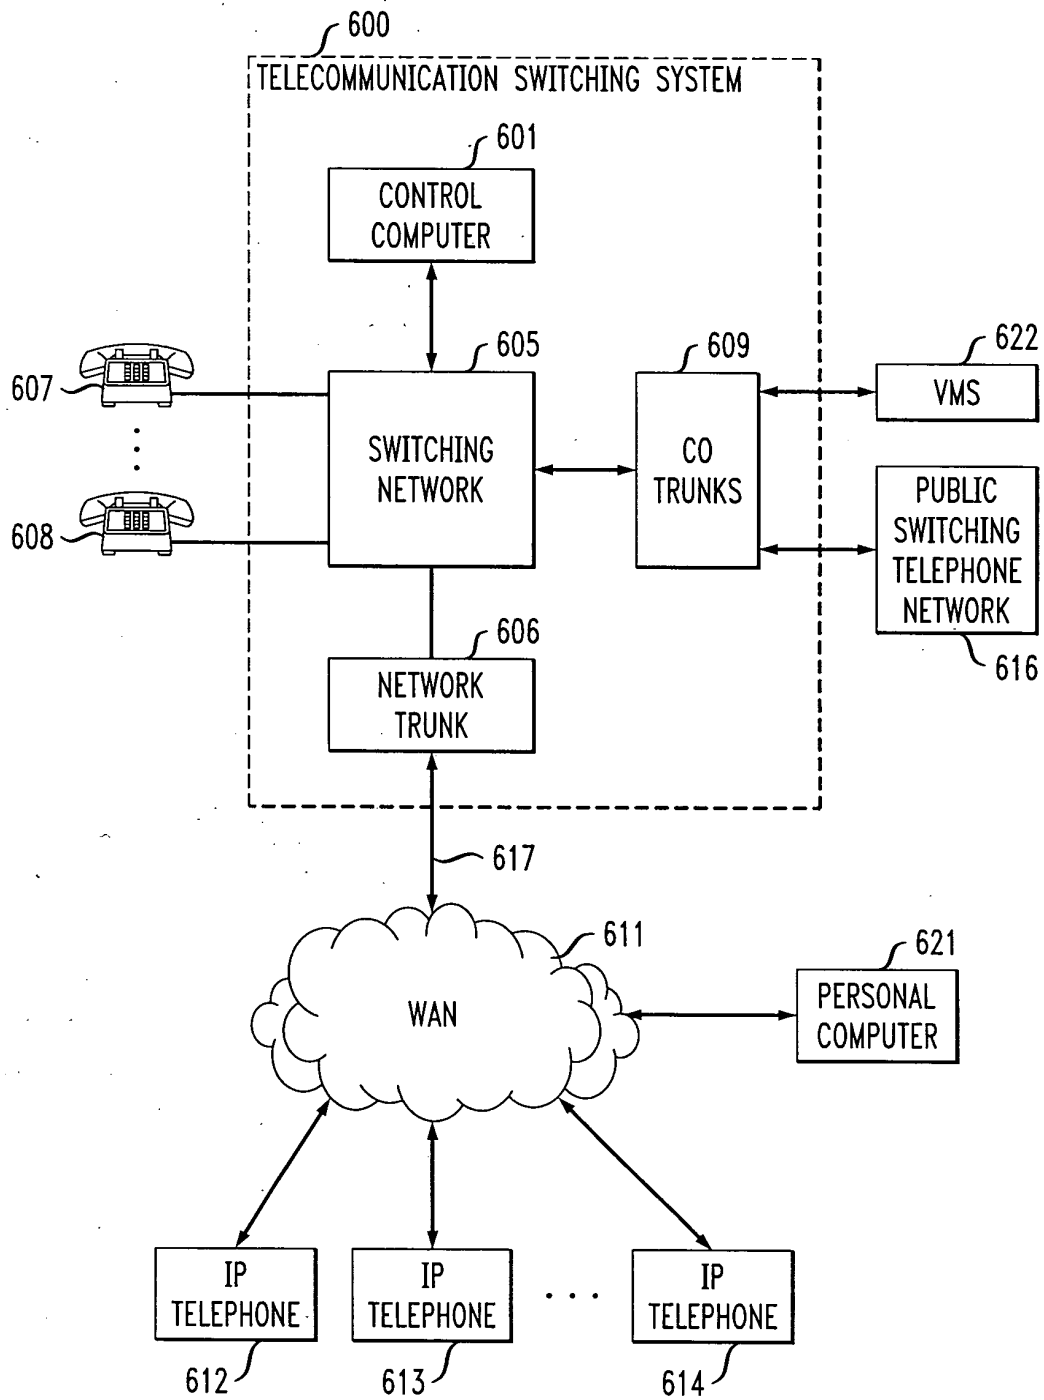 600
TELECOMMUNICATION SWITCHING SYSTEM
601
CONTROL
COMPUTER
605
609
622
607
VMS
SWITCHING
NETWORK
CO
TRUNKS
PUBLIC
SWITCHING
TELEPHONE
NETWORK
608
606
616
NETWORK
TRUNK
617
611
621
WAN
PERSONAL
COMPUTER
IP
TELEPHONE
IP
TELEPHONE
. . .
IP
TELEPHONE
612
613
614